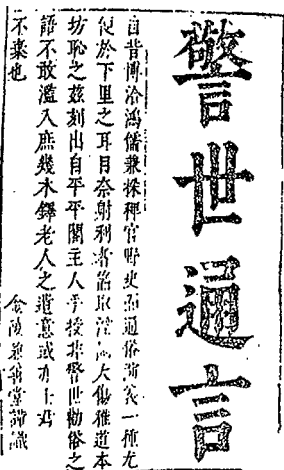 警世通言
自昔博洽鴻儒兼採稗官野史而通俗演義一種尤
便於下里之耳目奈射利者取淫詞大傷雅道本
坊恥之茲刻出自平平閣主人手授非警世勸俗之
語不敢濫入庶幾木鐸老人之遺意或亦士君
不棄也
金陵兼善堂謹識